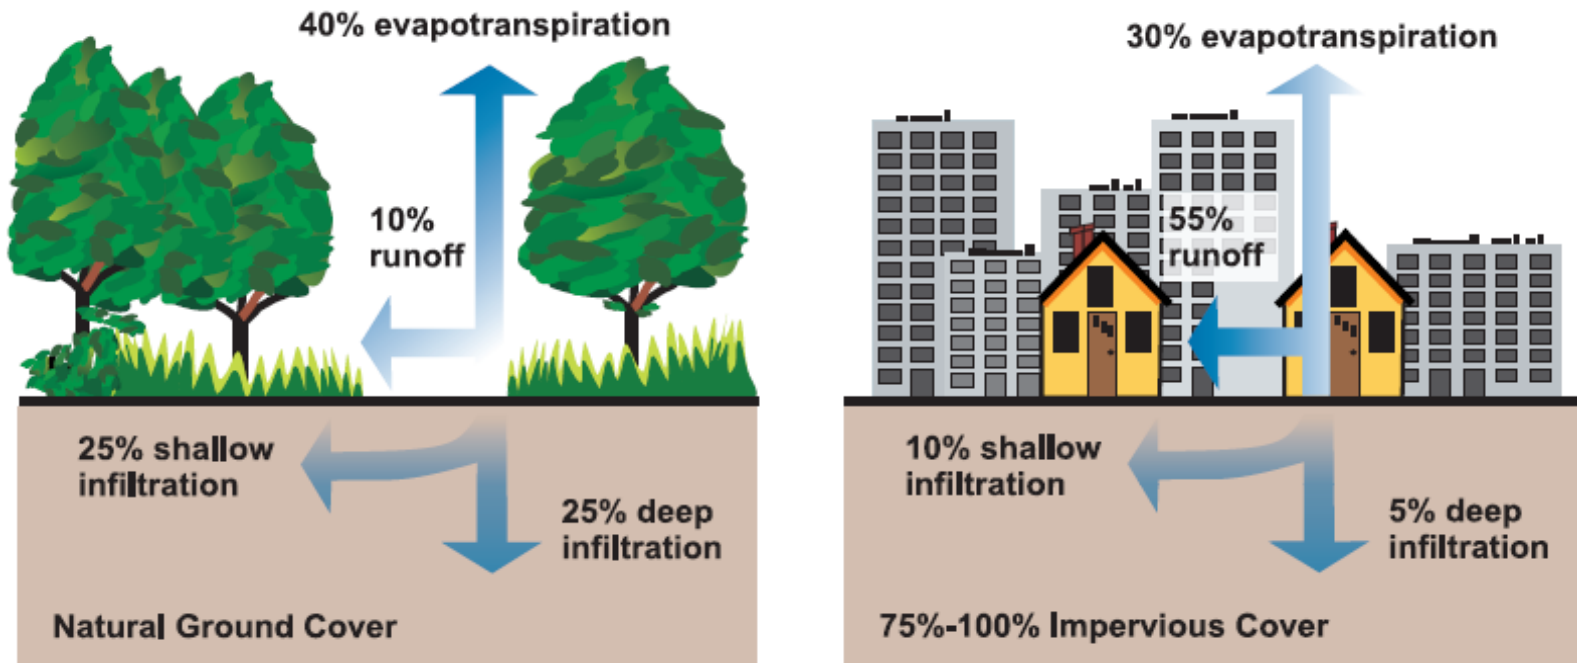 40% evapotranspiration
10%
runoff
25% shallow
infiltration
25% deep
infiltration
Natural Ground Cover
30% evapotranspiration
55%
runoff
10% shallow
infiltration
5% deep
infiltration
75%-100% Impervious Cover